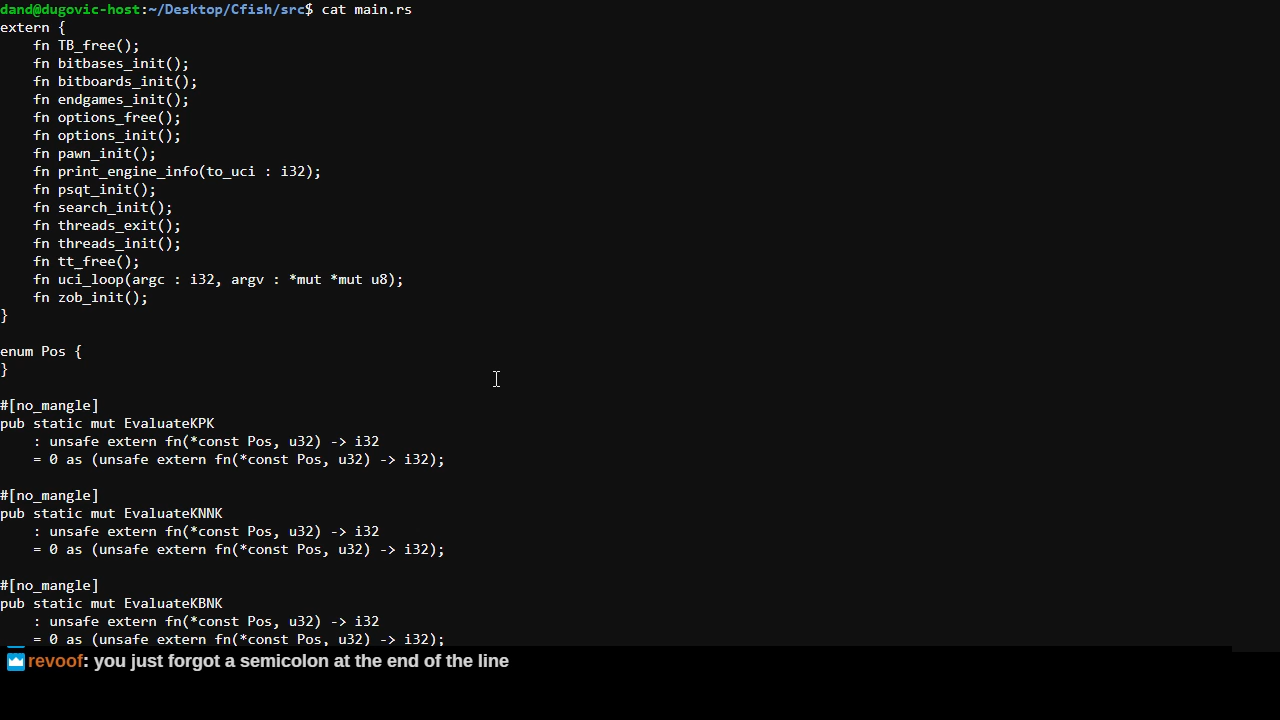 dand@dugovic-host:~/Desktop/Cfish/src$ cat main.rs
extern {
    fn TB_free();
    fn bitbases_init();
    fn bitboards_init();
    fn endgames_init();
    fn options_free();
    fn options_init();
    fn pawn_init();
    fn print_engine_info(to_uci : i32);
    fn psqt_init();
    fn search_init();
    fn threads_exit();
    fn threads_init();
    fn tt_free();
    fn uci_loop(argc : i32, argv : *mut *mut u8);
    fn zob_init();
}

enum Pos {
}

#[no_mangle]
pub static mut EvaluateKPK
    : unsafe extern fn(*const Pos, u32) -> i32
    = 0 as (unsafe extern fn(*const Pos, u32) -> i32);

#[no_mangle]
pub static mut EvaluateKNNK
    : unsafe extern fn(*const Pos, u32) -> i32
    = 0 as (unsafe extern fn(*const Pos, u32) -> i32);

#[no_mangle]
pub static mut EvaluateKBNK
    : unsafe extern fn(*const Pos, u32) -> i32
    = 0 as (unsafe extern fn(*const Pos, u32) -> i32);
revoof: you just forgot a semicolon at the end of the line